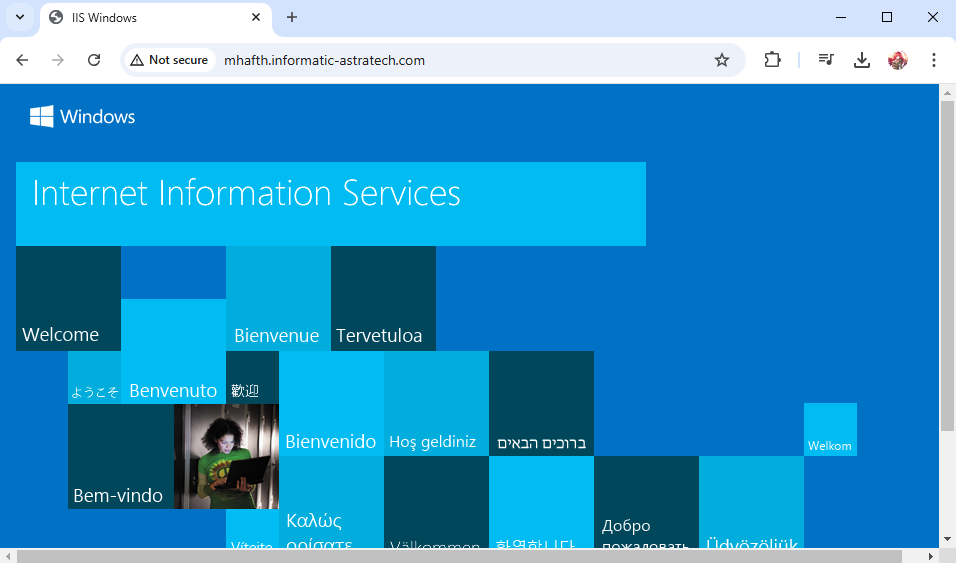 IIS Windows
Not secure
mhafth.informatic-astratech.com
Windows
Internet Information Services
Welcome
Bienvenue
Tervetuloa
ようこそ
Benvenuto
歡迎
Bienvenido
Hoş geldiniz
ברוכים הבאים
Welkom
Bem-vindo
Vítejte
Καλώς
ορίσατε
Välkommen
환영합니다
Добро
пожаловать
Üdvözöljük